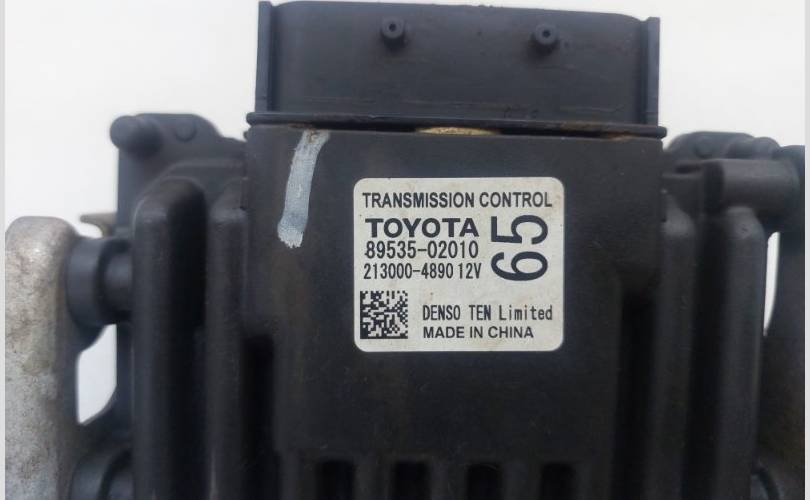 TRANSMISSION CONTROL
TOYOTA
89535-02010
213000-4890 12V
65
DENSO TEN Limited
MADE IN CHINA